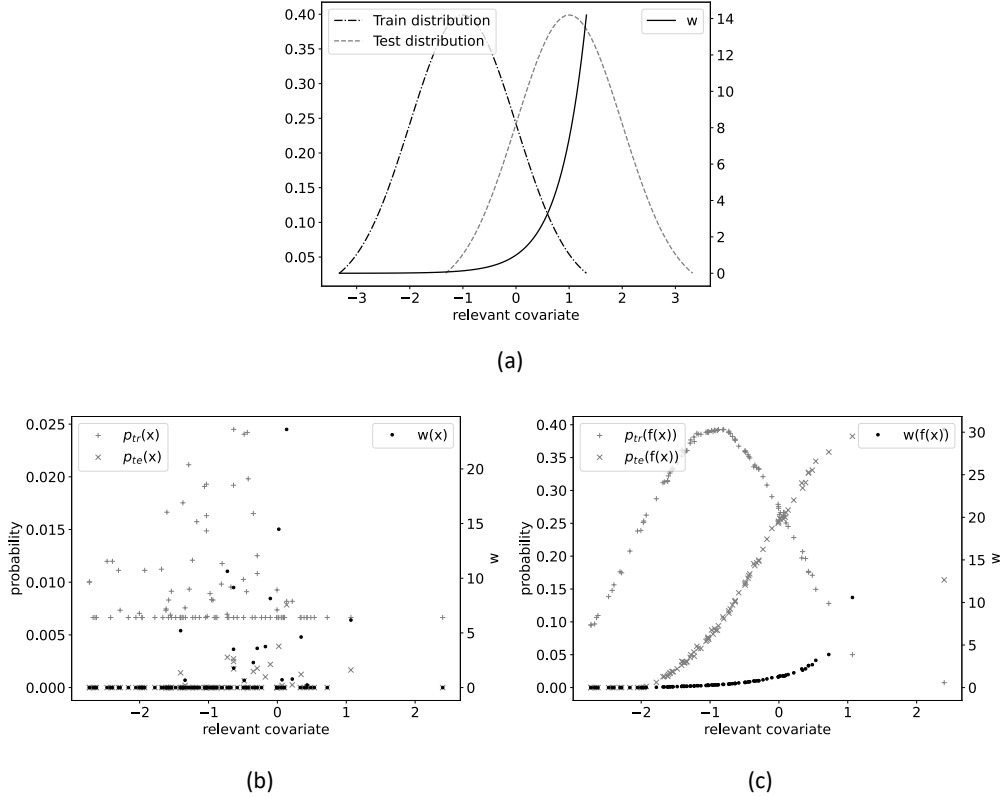 Train distribution
Test distribution
w
0.40
0.35
0.30
0.25
0.20
0.15
0.10
0.05
14
12
10
8
6
4
2
0
−3 −2 −1 0 1 2 3
relevant covariate
(a)
p_tr(x)
p_te(x)
w(x)
0.025
0.020
0.015
0.010
0.005
0.000
probability
20
15
10
5
0
w
−2 −1 0 1 2
relevant covariate
(b)
p_tr(f(x))
p_te(f(x))
w(f(x))
0.40
0.35
0.30
0.25
0.20
0.15
0.10
0.05
0.00
probability
30
25
20
15
10
5
0
w
−2 −1 0 1 2
relevant covariate
(c)